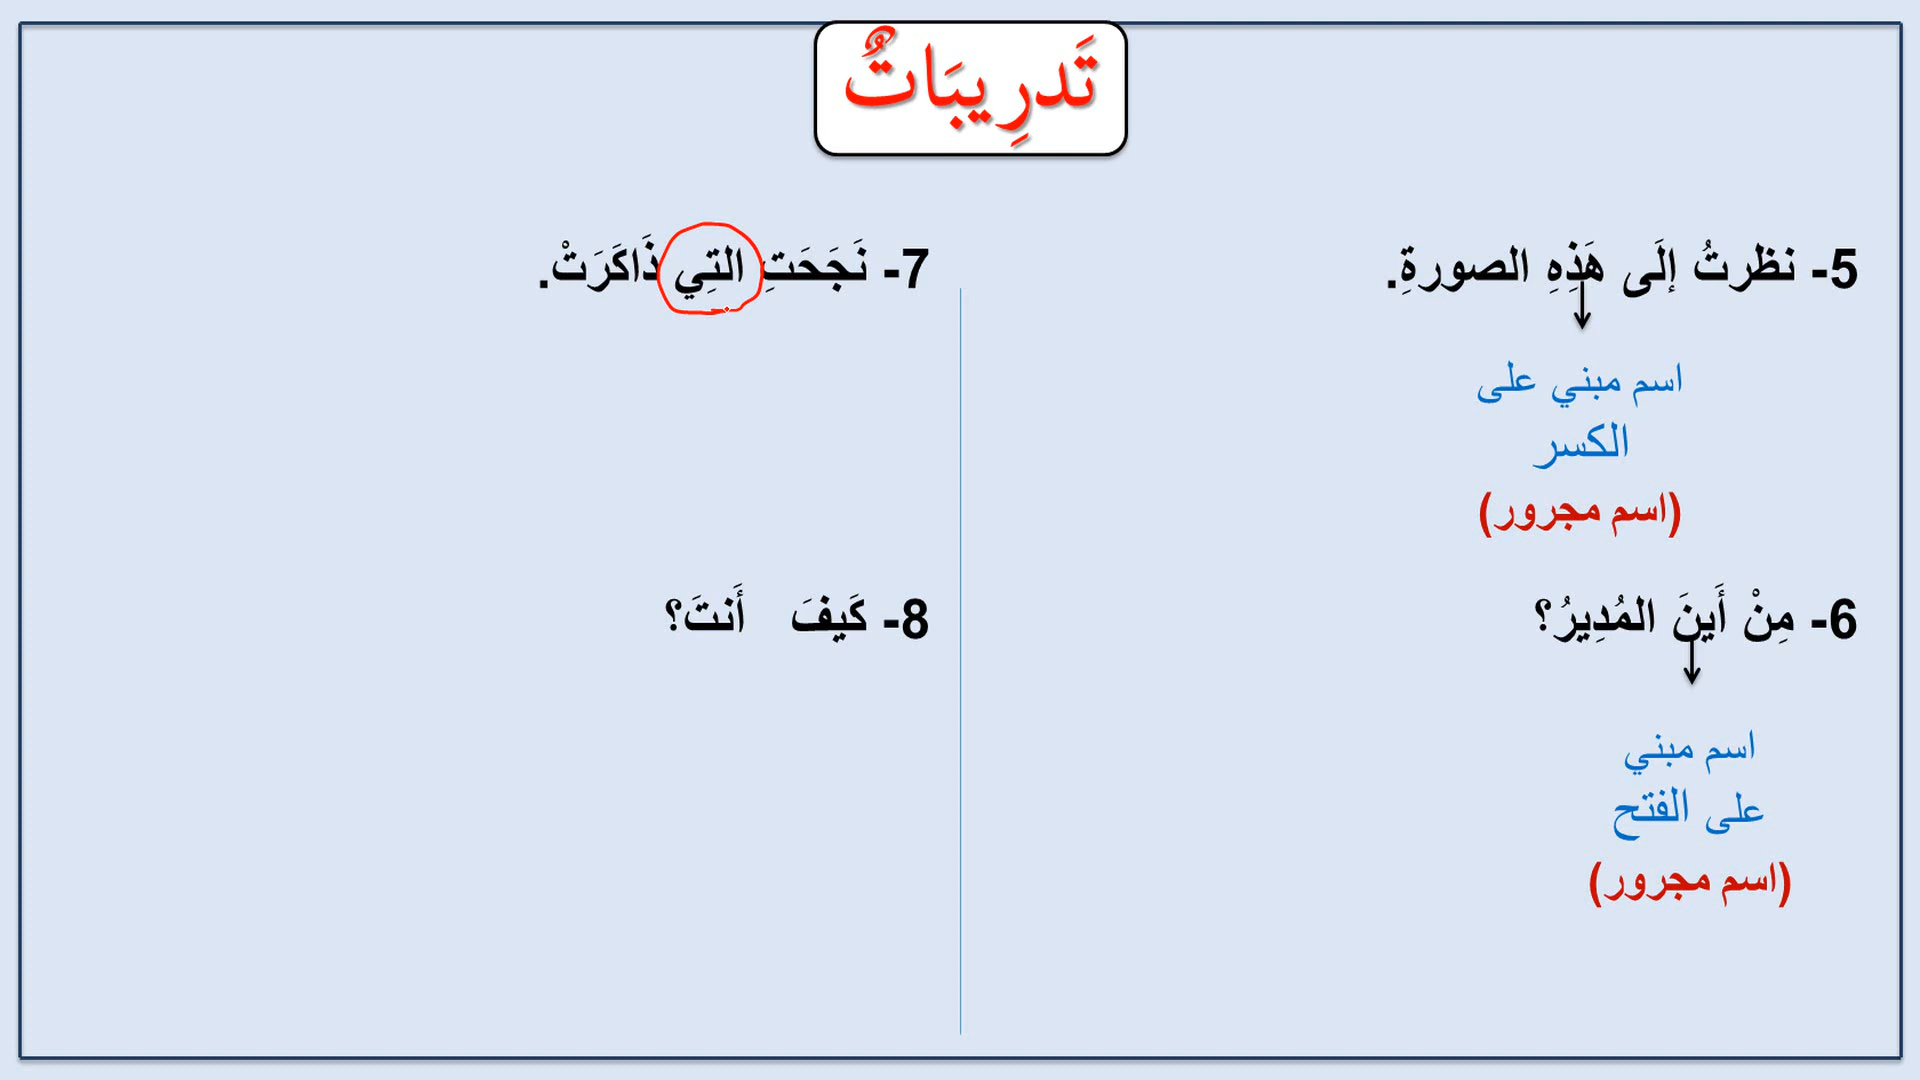 تَدرِيبَاتٌ
5- نظرتُ إلَى هَذِهِ الصورةِ.
اسم مبني على
الكسر
(اسم مجرور)
6- مِنْ أَينَ المُدِيرُ؟
اسم مبني
على الفتح
(اسم مجرور)
7- نَجَحَتِ التِي ذَاكَرَتْ.
8- كَيفَ أَنتَ؟